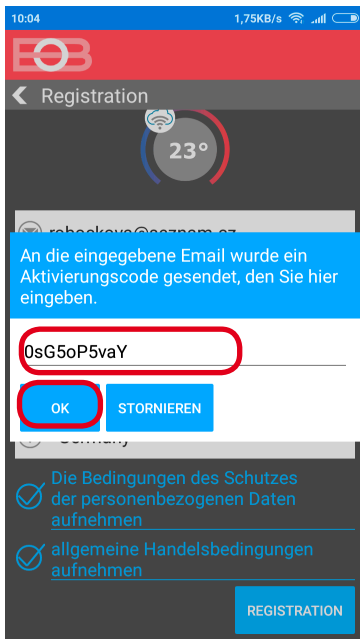 10:04 1,75KB/s
EOB
Registration
23°
An die eingegebene Email wurde ein
Aktivierungscode gesendet, den Sie hier
eingeben.
0sG5oP5vaY
OK STORNIEREN
Germany
Die Bedingungen des Schutzes
der personenbezogenen Daten
aufnehmen
allgemeine Handelsbedingungen
aufnehmen
REGISTRATION